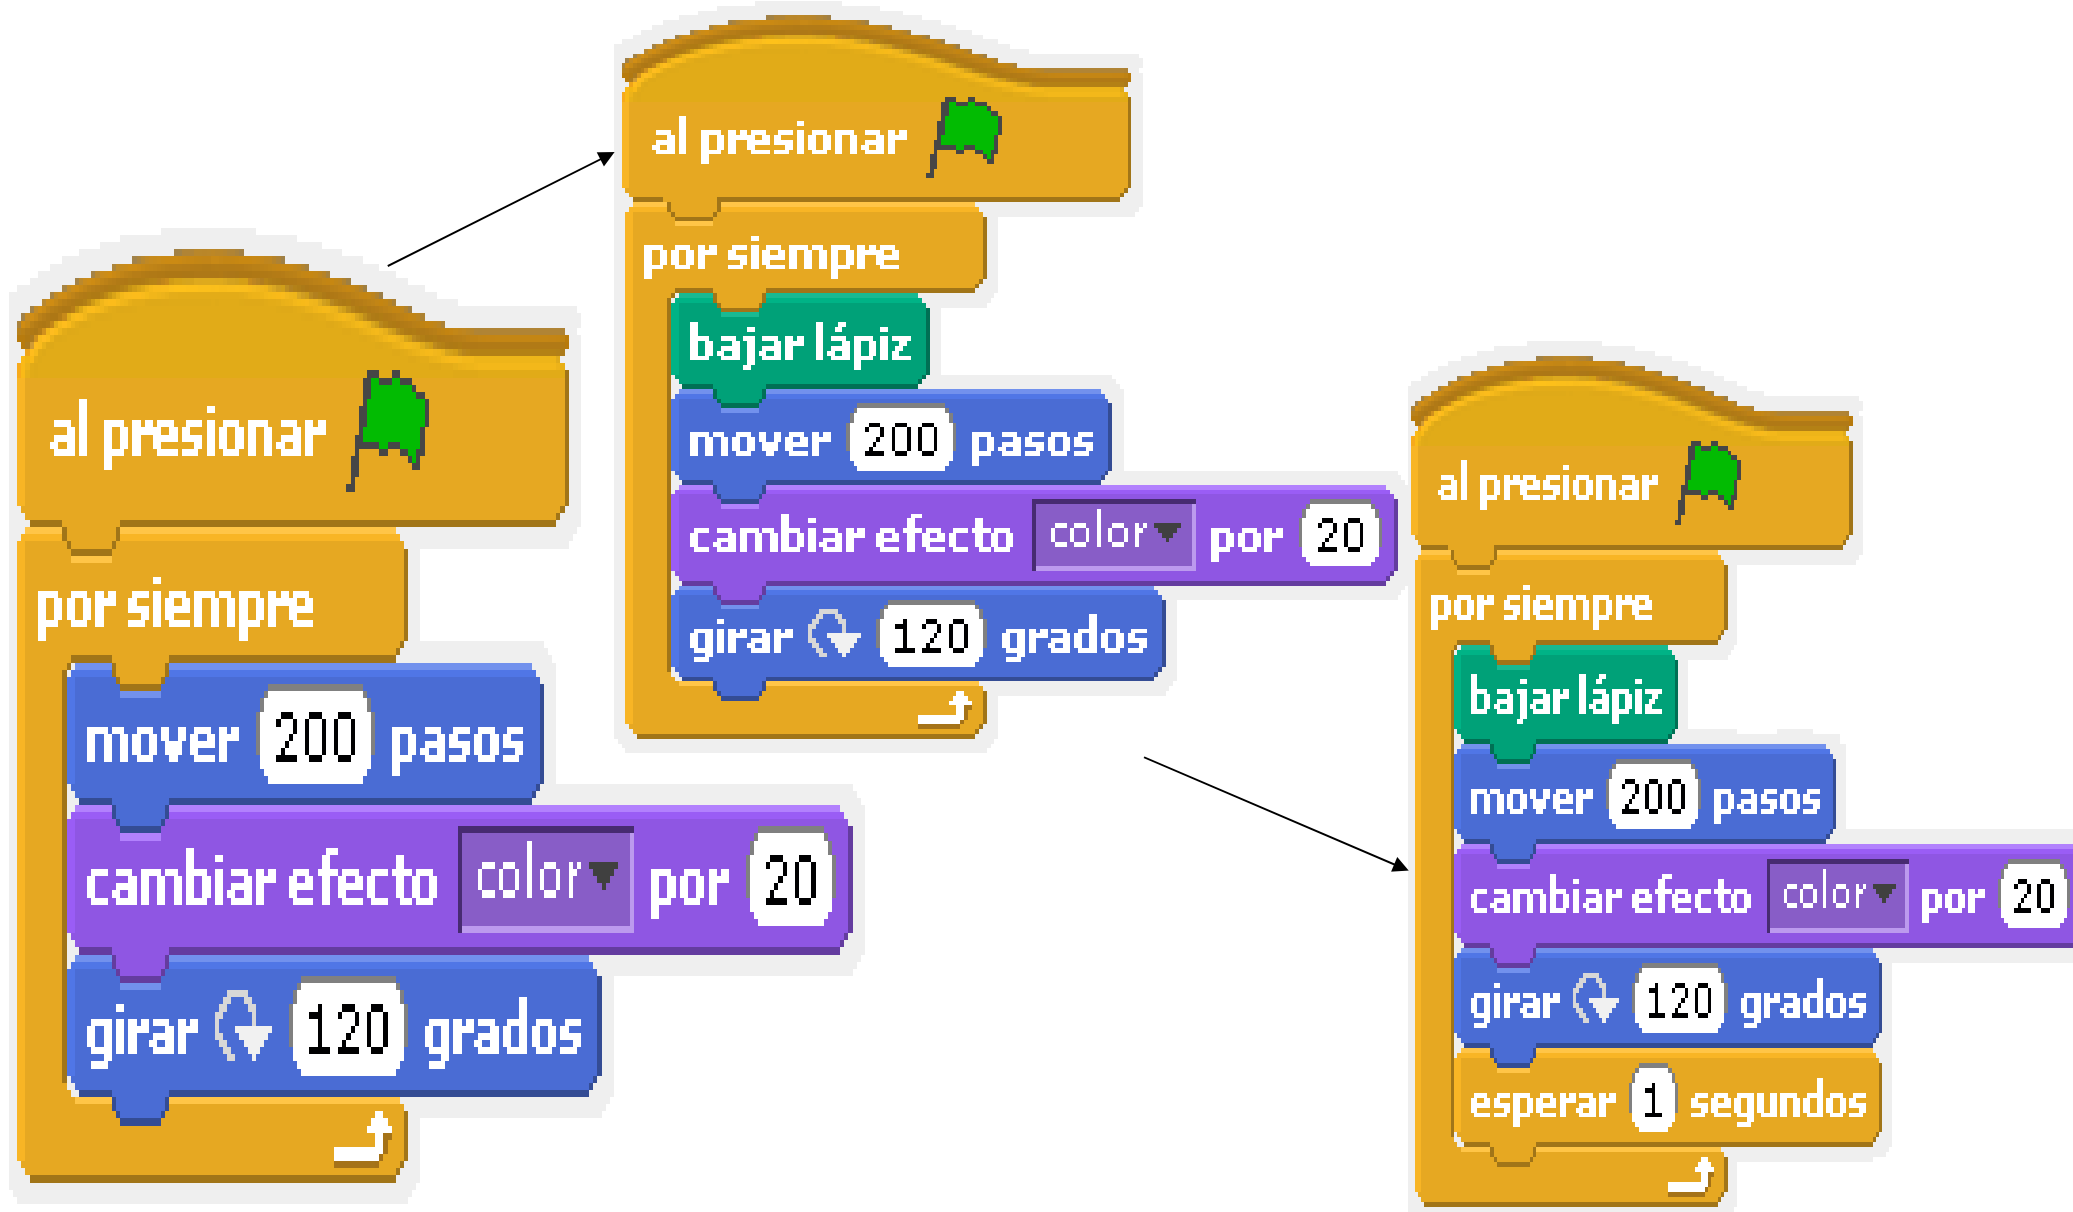 al presionar
por siempre
mover 200 pasos
cambiar efecto color por 20
girar 120 grados
al presionar
por siempre
bajar lápiz
mover 200 pasos
cambiar efecto color por 20
girar 120 grados
al presionar
por siempre
bajar lápiz
mover 200 pasos
cambiar efecto color por 20
girar 120 grados
esperar 1 segundos